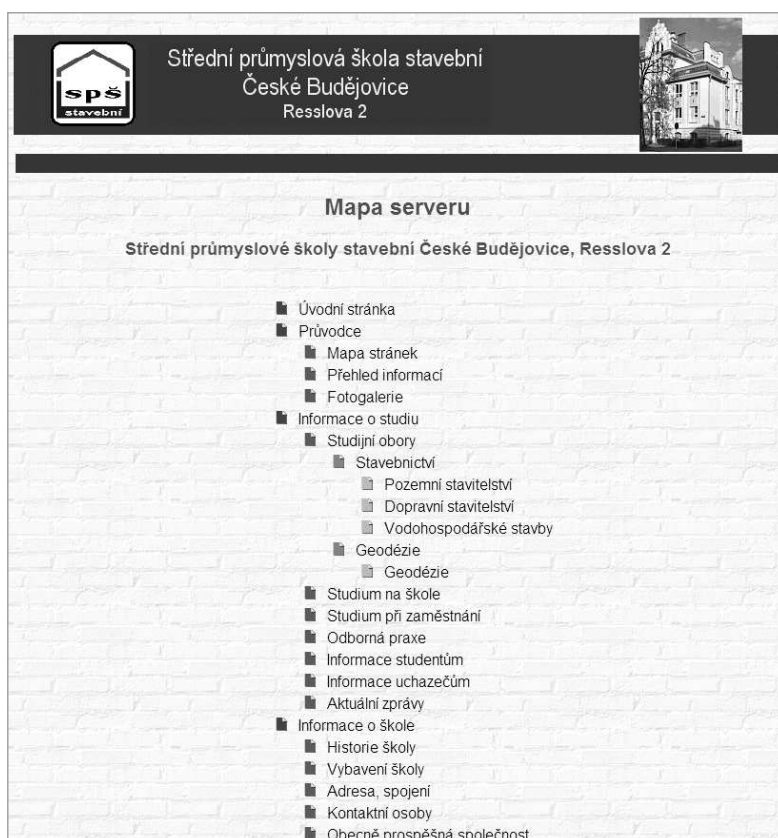 spš
stavební
Střední průmyslová škola stavební
České Budějovice
Resslova 2
Mapa serveru
Střední průmyslové školy stavební České Budějovice, Resslova 2
Úvodní stránka
Průvodce
Mapa stránek
Přehled informací
Fotogalerie
Informace o studiu
Studijní obory
Stavebnictví
Pozemní stavitelství
Dopravní stavitelství
Vodohospodářské stavby
Geodézie
Geodézie
Studium na škole
Studium při zaměstnání
Odborná praxe
Informace studentům
Informace uchazečům
Aktuální zprávy
Informace o škole
Historie školy
Vybavení školy
Adresa, spojení
Kontaktní osoby
Obecně prospěšná společnost